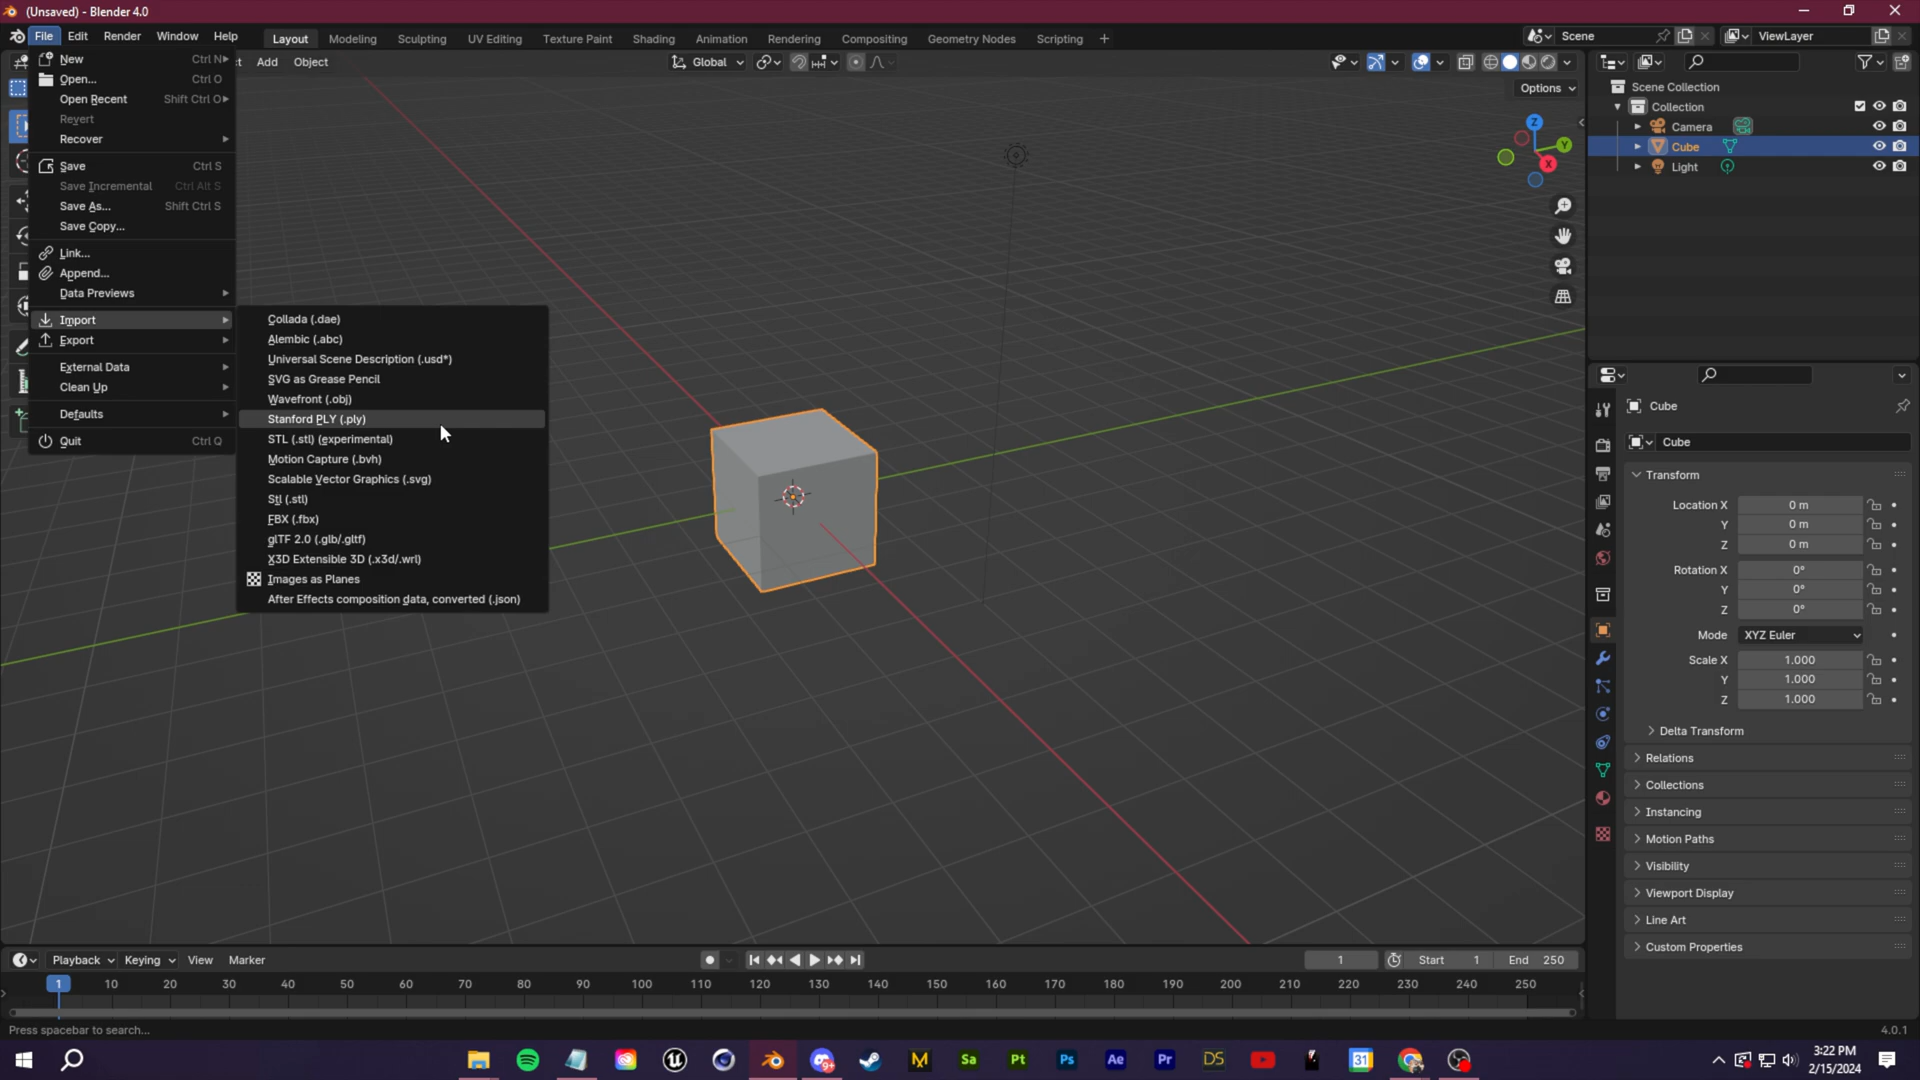 (Unsaved) - Blender 4.0
File Edit Render Window Help
Layout Modeling Sculpting UV Editing Texture Paint Shading Animation Rendering Compositing Geometry Nodes Scripting +
Scene
ViewLayer
Add Object
Global
Options
New Ctrl N
Open... Ctrl O
Open Recent Shift Ctrl O
Revert
Recover
Save Ctrl S
Save Incremental Ctrl Alt S
Save As... Shift Ctrl S
Save Copy...
Link...
Append...
Data Previews
Import
Export
External Data
Clean Up
Defaults
Quit Ctrl Q
Collada (.dae)
Alembic (.abc)
Universal Scene Description (.usd*)
SVG as Grease Pencil
Wavefront (.obj)
Stanford PLY (.ply)
STL (.stl) (experimental)
Motion Capture (.bvh)
Scalable Vector Graphics (.svg)
Stl (.stl)
FBX (.fbx)
glTF 2.0 (.glb/.gltf)
X3D Extensible 3D (.x3d/.wrl)
Images as Planes
After Effects composition data, converted (.json)
Z
Y
X
Scene Collection
Collection
Camera
Cube
Light
Cube
Cube
Transform
Location X 0 m
Y 0 m
Z 0 m
Rotation X 0°
Y 0°
Z 0°
Mode XYZ Euler
Scale X 1.000
Y 1.000
Z 1.000
Delta Transform
Relations
Collections
Instancing
Motion Paths
Visibility
Viewport Display
Line Art
Custom Properties
Playback Keying View Marker
1 Start 1 End 250
1 10 20 30 40 50 60 70 80 90 100 110 120 130 140 150 160 170 180 190 200 210 220 230 240 250
Press spacebar to search...
4.0.1
9+ M Sa Pt Ps Ae Pr DS 31
3:22 PM
2/15/2024